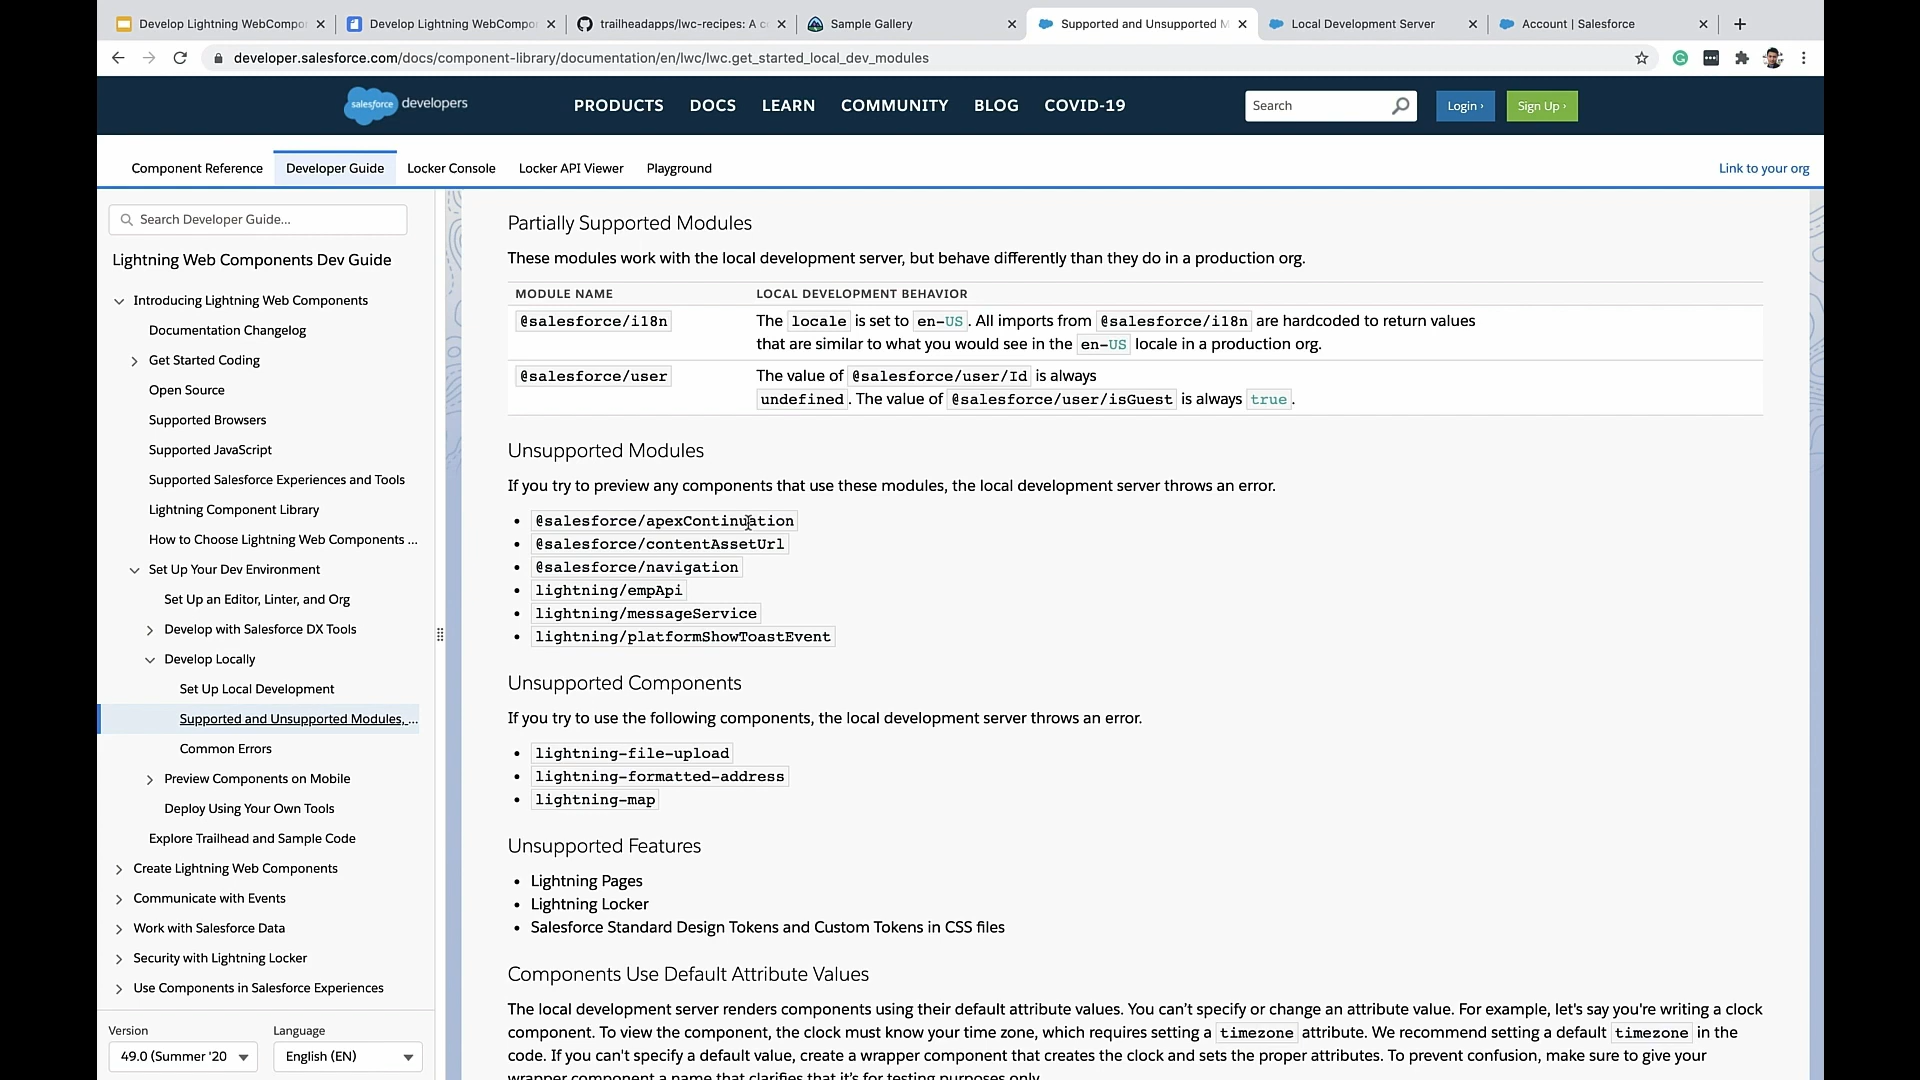 Develop Lightning WebCompo
Develop Lightning WebCompo
trailheadapps/lwc-recipes: A c
Sample Gallery
Supported and Unsupported M
Local Development Server
Account | Salesforce
developer.salesforce.com/docs/component-library/documentation/en/lwc/lwc.get_started_local_dev_modules
salesforce developers
PRODUCTS DOCS LEARN COMMUNITY BLOG COVID-19
Search
Login ›
Sign Up ›
Component Reference
Developer Guide
Locker Console
Locker API Viewer
Playground
Link to your org
Search Developer Guide...
Lightning Web Components Dev Guide
Introducing Lightning Web Components
Documentation Changelog
Get Started Coding
Open Source
Supported Browsers
Supported JavaScript
Supported Salesforce Experiences and Tools
Lightning Component Library
How to Choose Lightning Web Components ...
Set Up Your Dev Environment
Set Up an Editor, Linter, and Org
Develop with Salesforce DX Tools
Develop Locally
Set Up Local Development
Supported and Unsupported Modules, ...
Common Errors
Preview Components on Mobile
Deploy Using Your Own Tools
Explore Trailhead and Sample Code
Create Lightning Web Components
Communicate with Events
Work with Salesforce Data
Security with Lightning Locker
Use Components in Salesforce Experiences
Version
49.0 (Summer '20
Language
English (EN)
Partially Supported Modules
These modules work with the local development server, but behave differently than they do in a production org.
MODULE NAME LOCAL DEVELOPMENT BEHAVIOR
@salesforce/i18n The locale is set to en-US. All imports from @salesforce/i18n are hardcoded to return values
that are similar to what you would see in the en-US locale in a production org.
@salesforce/user The value of @salesforce/user/Id is always
undefined. The value of @salesforce/user/isGuest is always true.
Unsupported Modules
If you try to preview any components that use these modules, the local development server throws an error.
• @salesforce/apexContinuation
• @salesforce/contentAssetUrl
• @salesforce/navigation
• lightning/empApi
• lightning/messageService
• lightning/platformShowToastEvent
Unsupported Components
If you try to use the following components, the local development server throws an error.
• lightning-file-upload
• lightning-formatted-address
• lightning-map
Unsupported Features
• Lightning Pages
• Lightning Locker
• Salesforce Standard Design Tokens and Custom Tokens in CSS files
Components Use Default Attribute Values
The local development server renders components using their default attribute values. You can’t specify or change an attribute value. For example, let's say you're writing a clock
component. To view the component, the clock must know your time zone, which requires setting a timezone attribute. We recommend setting a default timezone in the
code. If you can't specify a default value, create a wrapper component that creates the clock and sets the proper attributes. To prevent confusion, make sure to give your
wrapper component a name that clarifies that it's for testing purposes only.